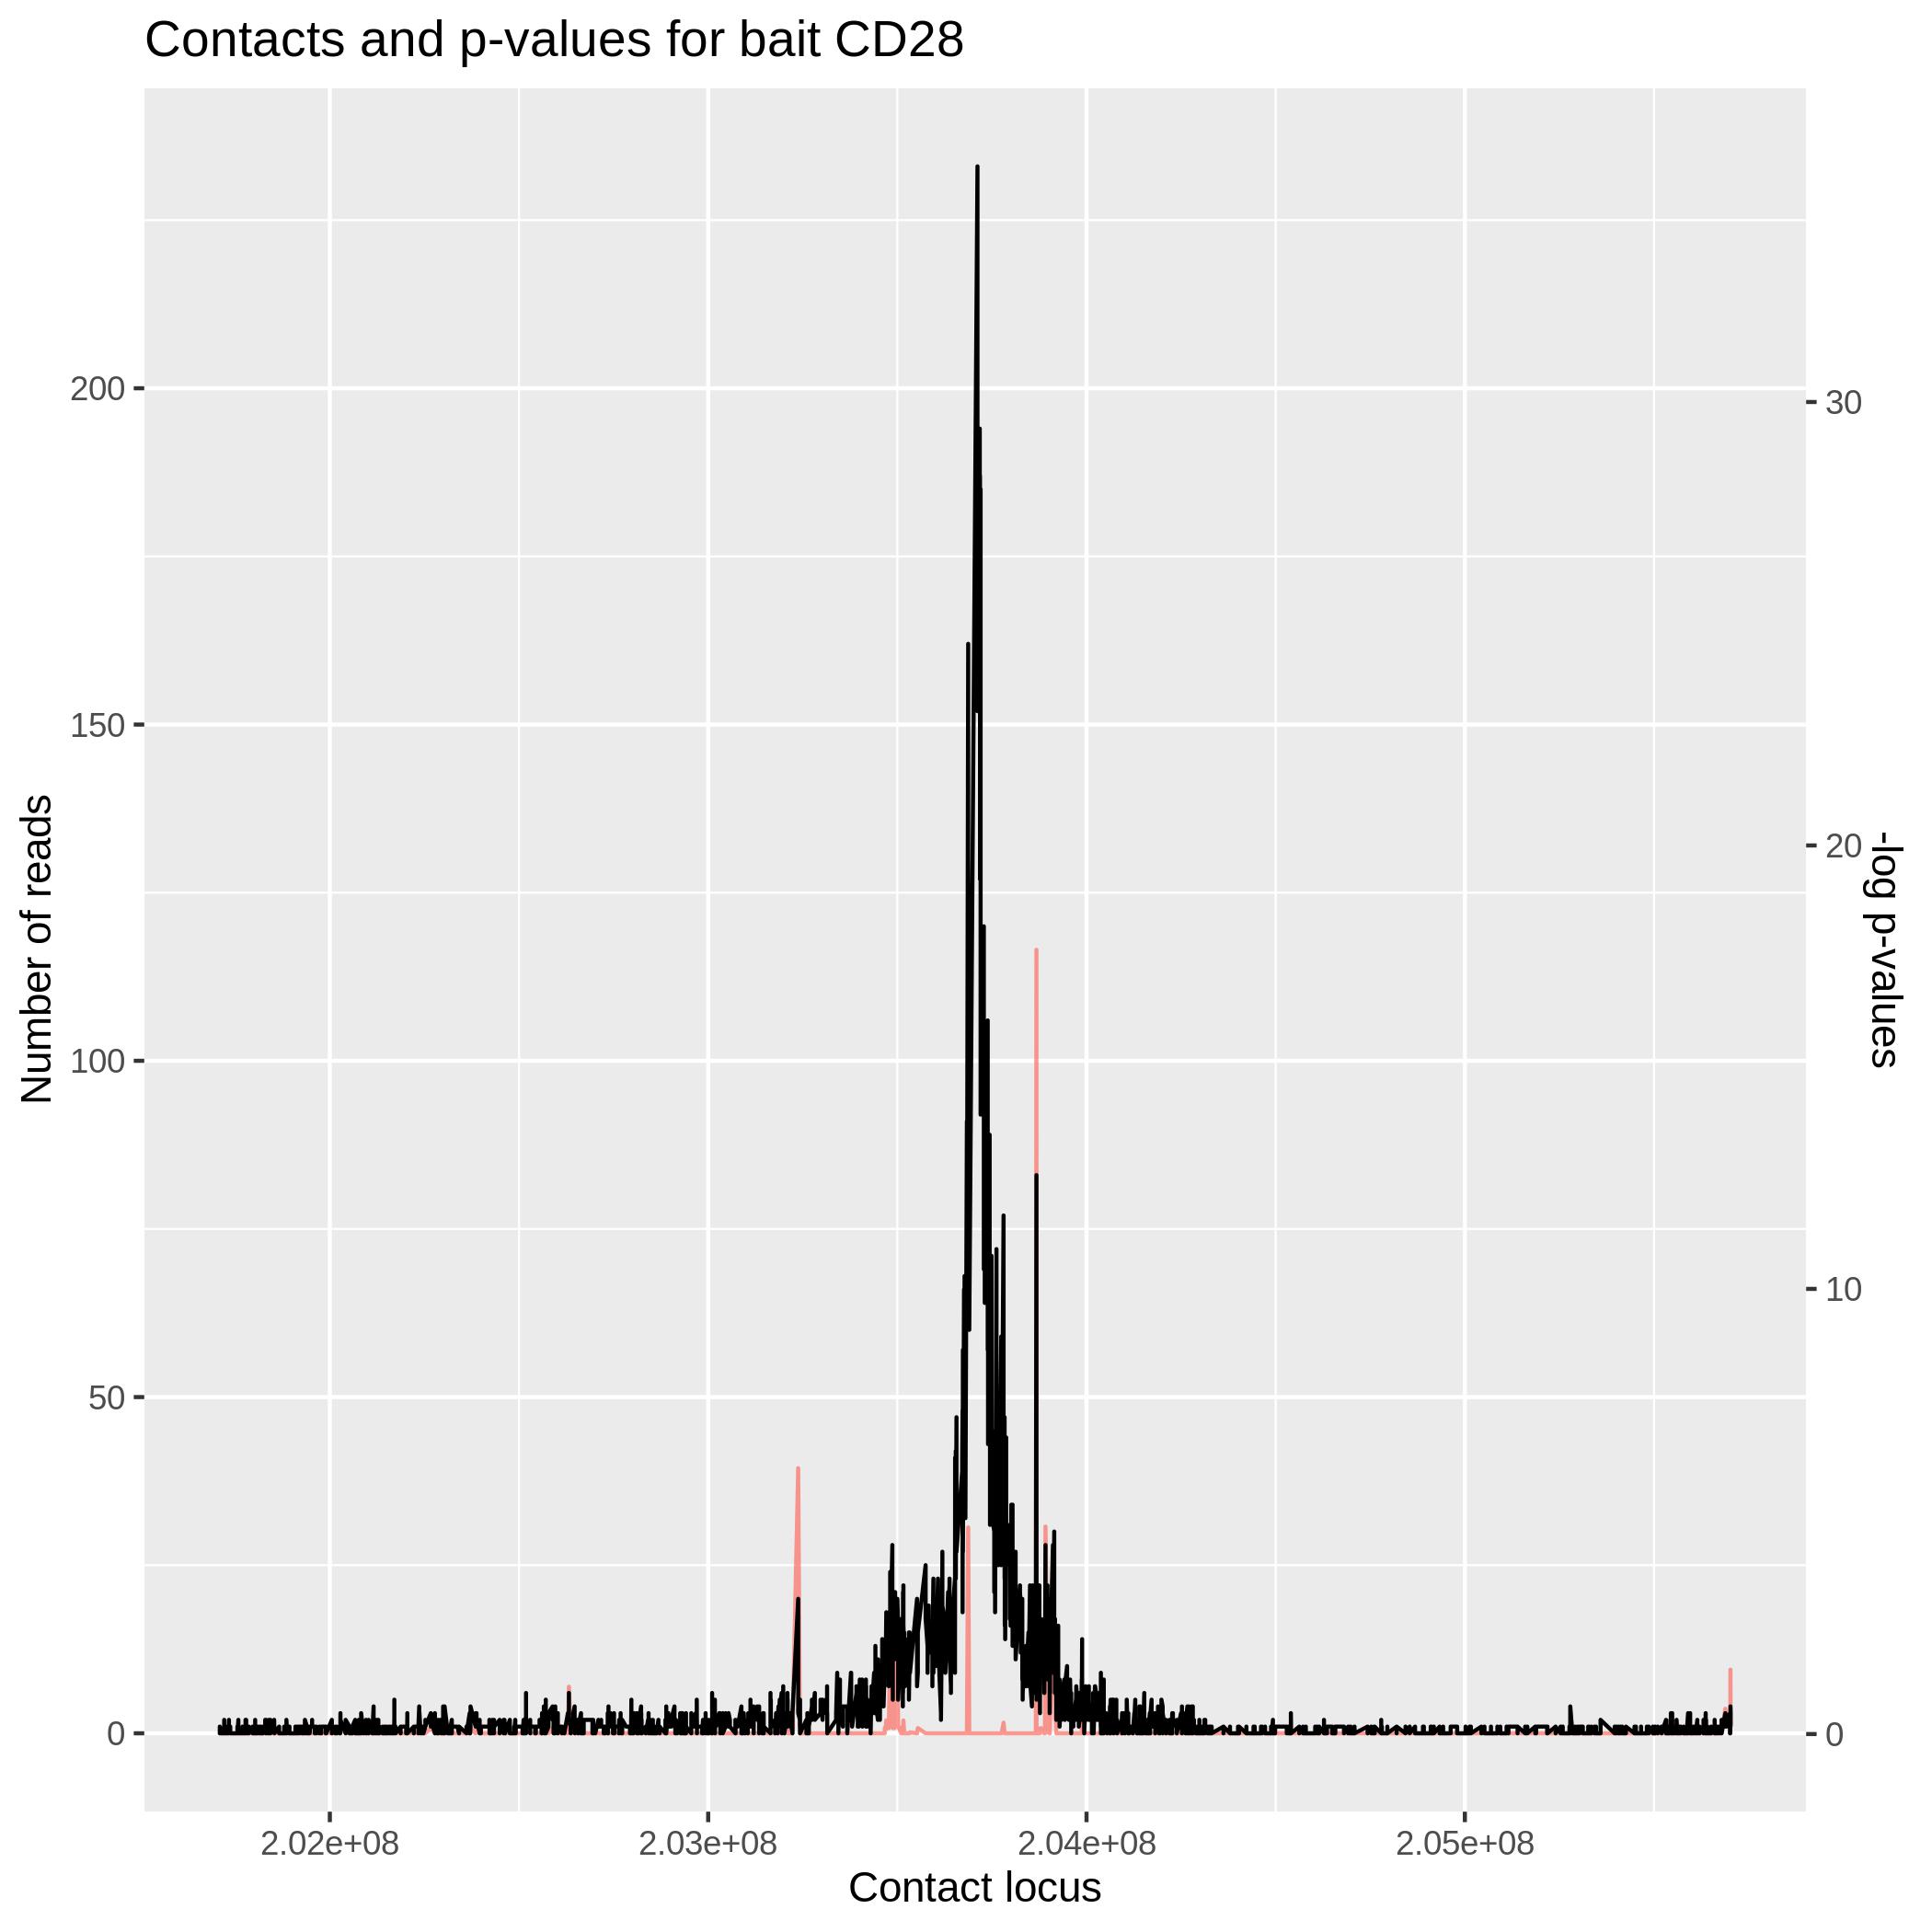 Contacts and p-values for bait CD28
Number of reads
200
150
100
50
0
30
20
10
0
-log p-values
2.02e+08
2.03e+08
2.04e+08
2.05e+08
Contact locus